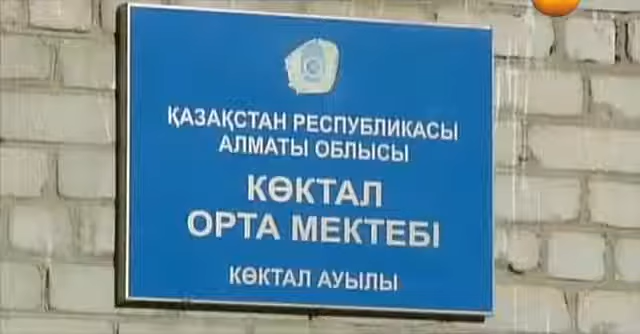 ҚАЗАҚСТАН РЕСПУБЛИКАСЫ
АЛМАТЫ ОБЛЫСЫ
КӨКТАЛ
ОРТА МЕКТЕБІ
КӨКТАЛ АУЫЛЫ